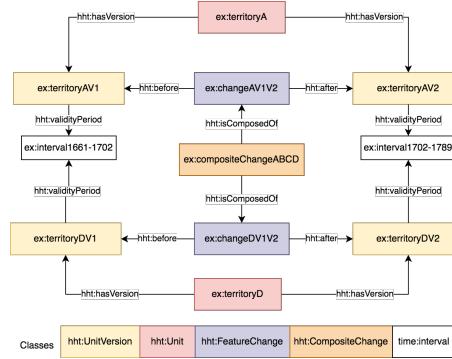 ex:territoryA
hht:hasVersion hht:hasVersion
ex:territoryAV1 hht:before ex:changeAV1V2 hht:after ex:territoryAV2
hht:validityPeriod hht:isComposedOf hht:validityPeriod
ex:interval1661-1702 ex:compositeChangeABCD ex:interval1702-1789
hht:validityPeriod hht:isComposedOf hht:validityPeriod
ex:territoryDV1 hht:before ex:changeDV1V2 hht:after ex:territoryDV2
hht:hasVersion ex:territoryD hht:hasVersion
Classes hht:UnitVersion hht:Unit hht:FeatureChange hht:CompositeChange time:interval